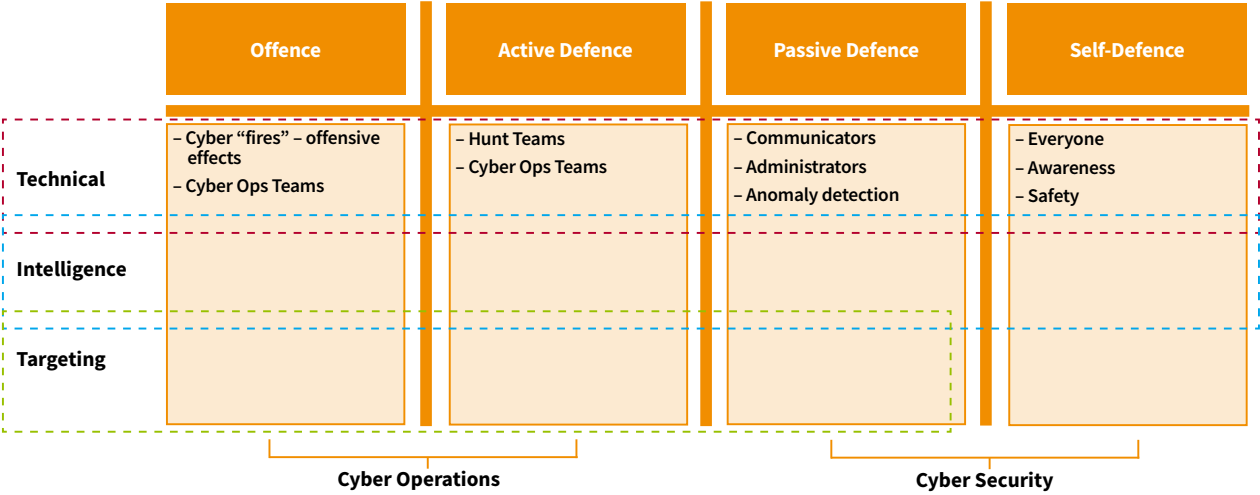 Offence
Active Defence
Passive Defence
Self-Defence
Technical
– Cyber “fires” – offensive
effects
– Cyber Ops Teams
– Hunt Teams
– Cyber Ops Teams
– Communicators
– Administrators
– Anomaly detection
– Everyone
– Awareness
– Safety
Intelligence
Targeting
Cyber Operations
Cyber Security